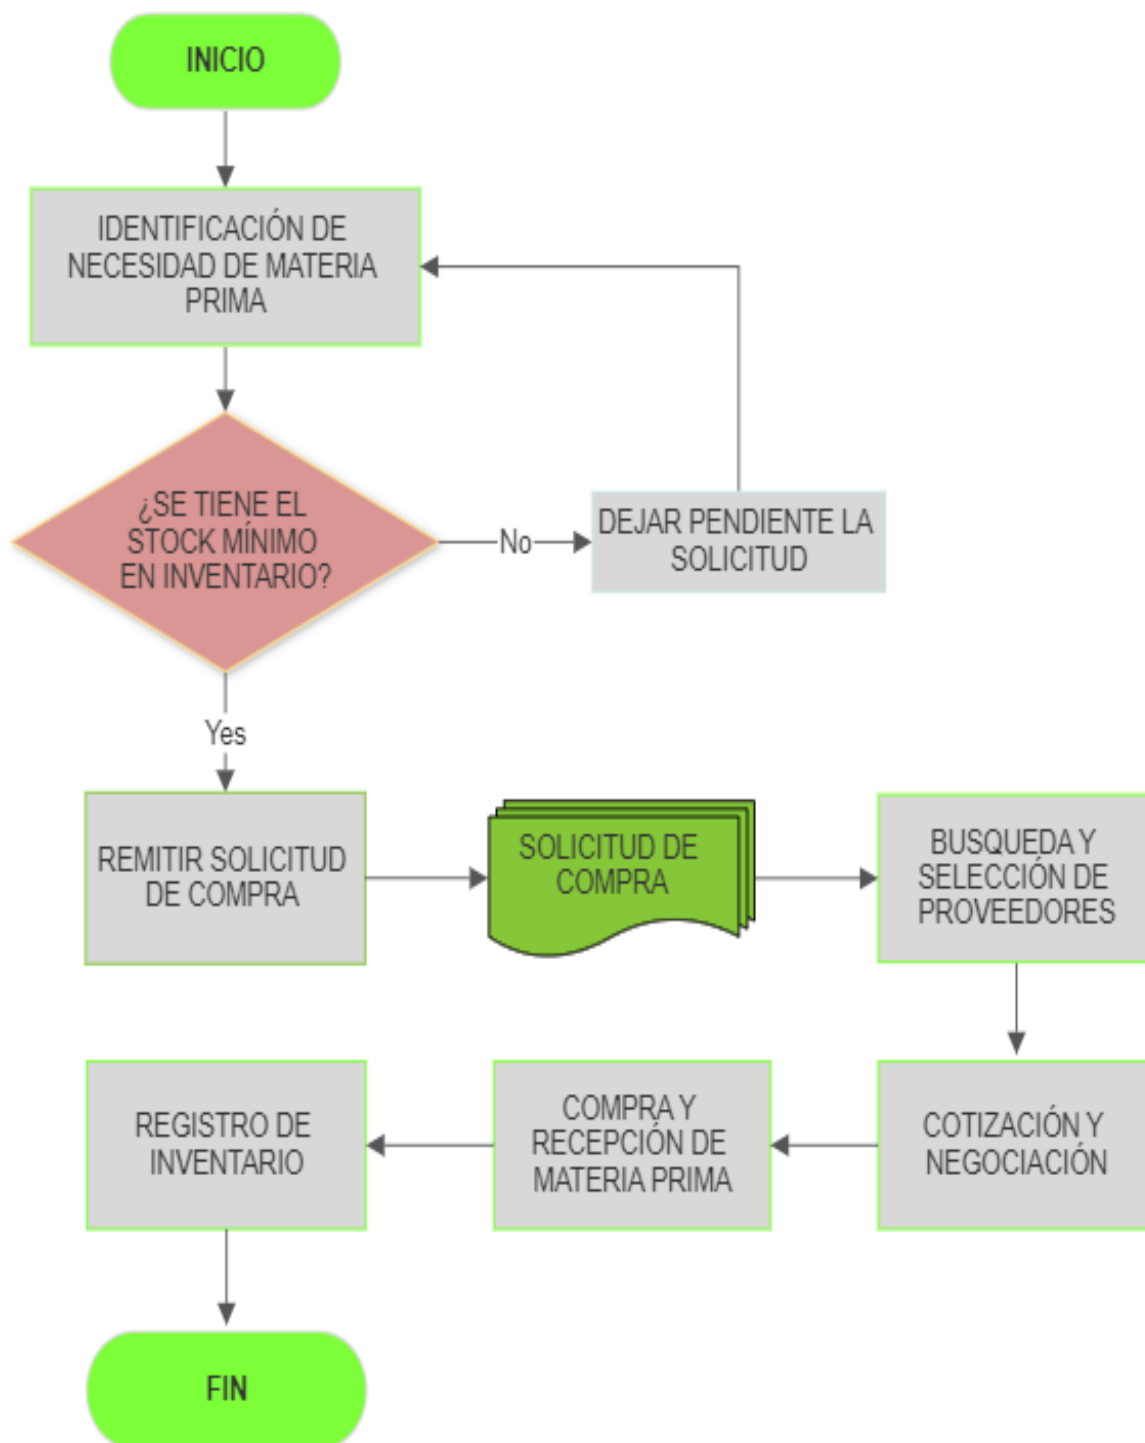 INICIO
IDENTIFICACIÓN DE
NECESIDAD DE MATERIA
PRIMA
¿SE TIENE EL
STOCK MÍNIMO
EN INVENTARIO?
No
DEJAR PENDIENTE LA
SOLICITUD
Yes
REMITIR SOLICITUD
DE COMPRA
SOLICITUD DE
COMPRA
BUSQUEDA Y
SELECCIÓN DE
PROVEEDORES
COTIZACIÓN Y
NEGOCIACIÓN
COMPRA Y
RECEPCIÓN DE
MATERIA PRIMA
REGISTRO DE
INVENTARIO
FIN